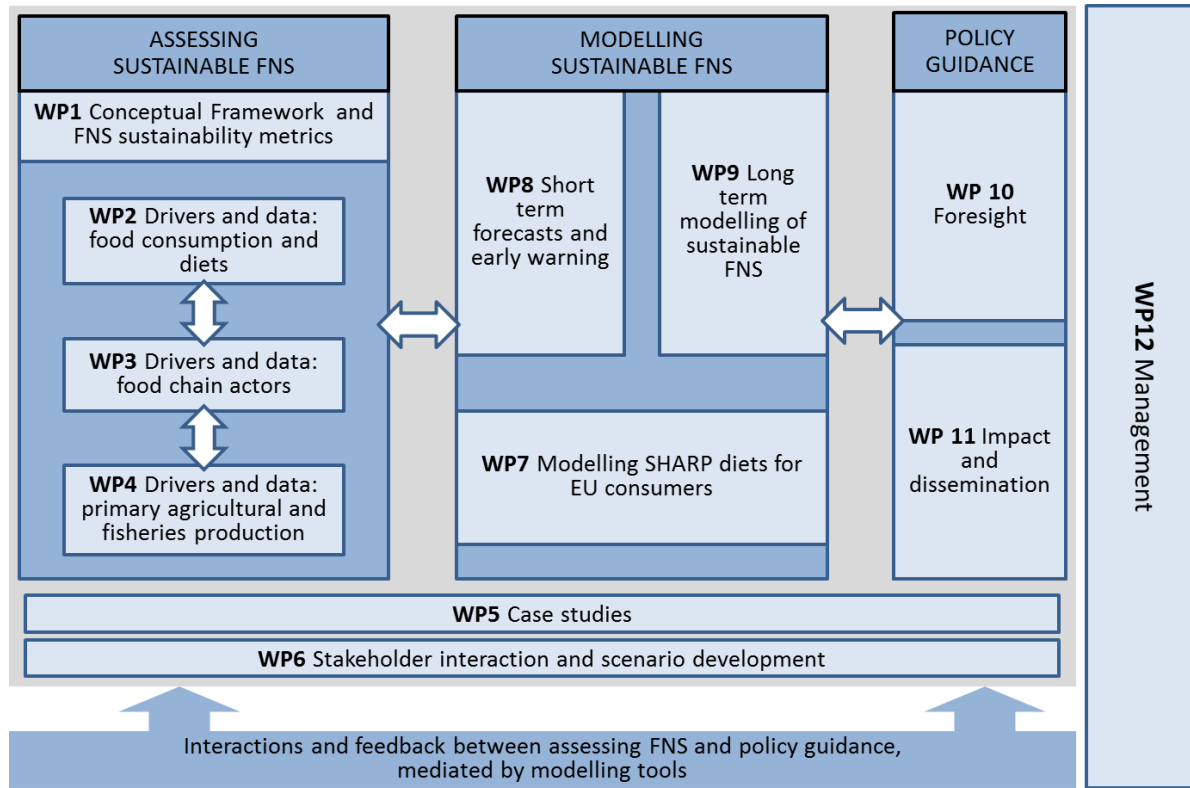 ASSESSING
SUSTAINABLE FNS
WP1 Conceptual Framework and
FNS sustainability metrics
WP2 Drivers and data:
food consumption and
diets
WP3 Drivers and data:
food chain actors
WP4 Drivers and data:
primary agricultural and
fisheries production
MODELLING
SUSTAINABLE FNS
WP8 Short
term
forecasts and
early warning
WP9 Long
term
modelling of
sustainable
FNS
WP7 Modelling SHARP diets for
EU consumers
POLICY
GUIDANCE
WP 10
Foresight
WP 11 Impact
and
dissemination
WP5 Case studies
WP6 Stakeholder interaction and scenario development
Interactions and feedback between assessing FNS and policy guidance,
mediated by modelling tools
WP12 Management